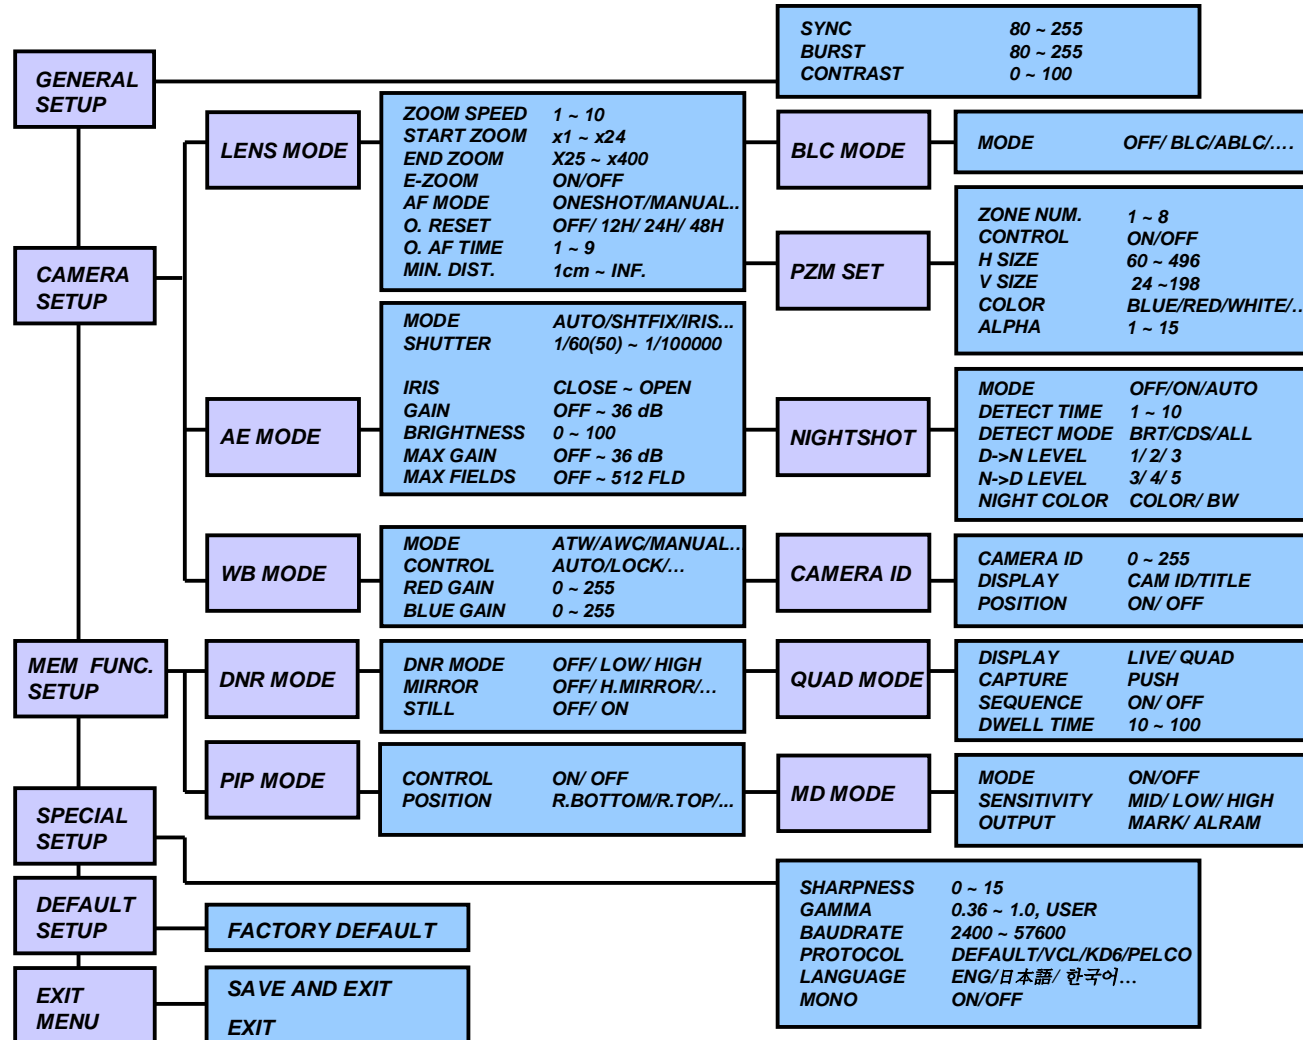 GENERAL
SETUP
SYNC 80 ~ 255
BURST 80 ~ 255
CONTRAST 0 ~ 100
CAMERA
SETUP
LENS MODE
ZOOM SPEED 1 ~ 10
START ZOOM x1 ~ x24
END ZOOM X25 ~ x400
E-ZOOM ON/OFF
AF MODE ONESHOT/MANUAL..
O. RESET OFF/ 12H/ 24H/ 48H
O. AF TIME 1 ~ 9
MIN. DIST. 1cm ~ INF.
BLC MODE
MODE OFF/ BLC/ABLC/....
PZM SET
ZONE NUM. 1 ~ 8
CONTROL ON/OFF
H SIZE 60 ~ 496
V SIZE 24 ~198
COLOR BLUE/RED/WHITE/..
ALPHA 1 ~ 15
AE MODE
MODE AUTO/SHTFIX/IRIS...
SHUTTER 1/60(50) ~ 1/100000
IRIS CLOSE ~ OPEN
GAIN OFF ~ 36 dB
BRIGHTNESS 0 ~ 100
MAX GAIN OFF ~ 36 dB
MAX FIELDS OFF ~ 512 FLD
NIGHTSHOT
MODE OFF/ON/AUTO
DETECT TIME 1 ~ 10
DETECT MODE BRT/CDS/ALL
D->N LEVEL 1/ 2/ 3
N->D LEVEL 3/ 4/ 5
NIGHT COLOR COLOR/ BW
WB MODE
MODE ATW/AWC/MANUAL..
CONTROL AUTO/LOCK/...
RED GAIN 0 ~ 255
BLUE GAIN 0 ~ 255
CAMERA ID
CAMERA ID 0 ~ 255
DISPLAY CAM ID/TITLE
POSITION ON/ OFF
MEM FUNC.
SETUP
DNR MODE
DNR MODE OFF/ LOW/ HIGH
MIRROR OFF/ H.MIRROR/...
STILL OFF/ ON
QUAD MODE
DISPLAY LIVE/ QUAD
CAPTURE PUSH
SEQUENCE ON/ OFF
DWELL TIME 10 ~ 100
PIP MODE
CONTROL ON/ OFF
POSITION R.BOTTOM/R.TOP/...
MD MODE
MODE ON/OFF
SENSITIVITY MID/ LOW/ HIGH
OUTPUT MARK/ ALRAM
SPECIAL
SETUP
SHARPNESS 0 ~ 15
GAMMA 0.36 ~ 1.0, USER
BAUDRATE 2400 ~ 57600
PROTOCOL DEFAULT/VCL/KD6/PELCO
LANGUAGE ENG/日本語/ 한국어...
MONO ON/OFF
DEFAULT
SETUP
FACTORY DEFAULT
EXIT
MENU
SAVE AND EXIT
EXIT